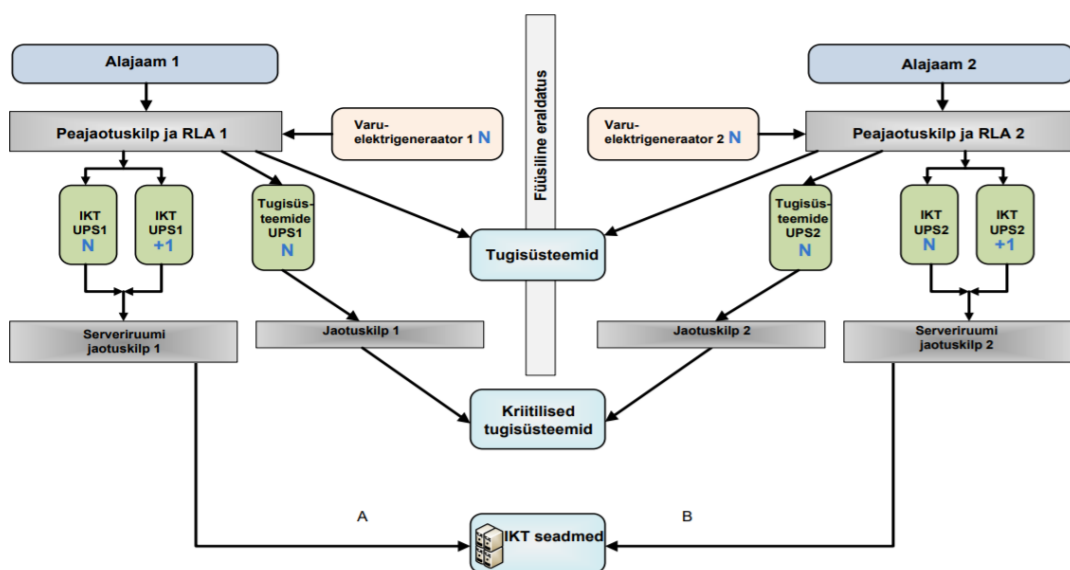 Alajaam 1
Füüsiline eraldatus
Alajaam 2
Peajaotuskilp ja RLA 1
Varu-
elektrigeneraator 1 N
Varu-
elektrigeneraator 2 N
Peajaotuskilp ja RLA 2
IKT
UPS1
N
IKT
UPS1
+1
Tugisüs-
teemide
UPS1
N
Tugisüsteemid
Tugisüs-
teemide
UPS2
N
IKT
UPS2
N
IKT
UPS2
+1
Serveriruumi
jaotuskilp 1
Jaotuskilp 1
Jaotuskilp 2
Serveriruumi
jaotuskilp 2
Kriitilised
tugisüsteemid
A
B
IKT seadmed